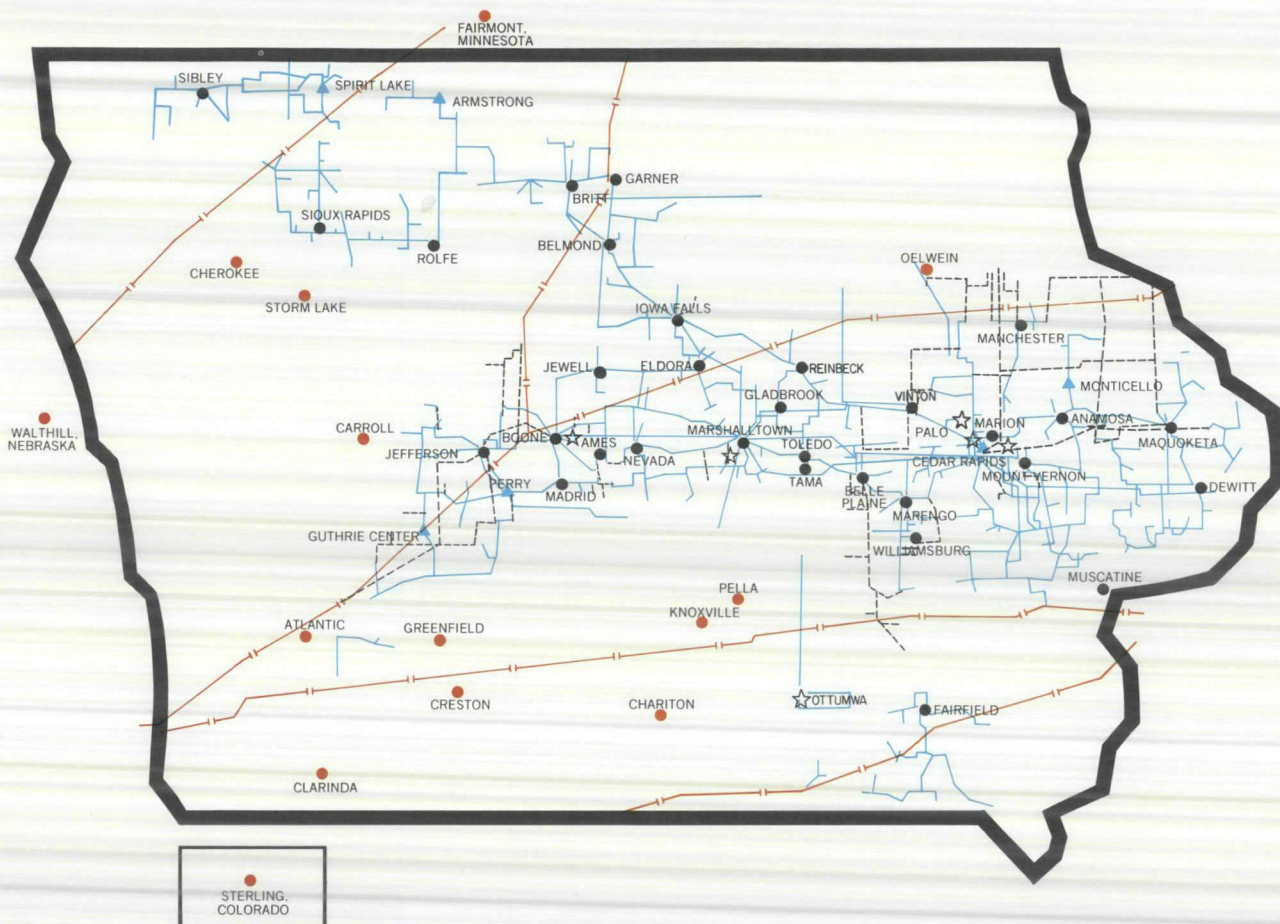 FAIRMONT,
MINNESOTA
SIBLEY
SPIRIT LAKE
ARMSTRONG
GARNER
BRITT
SIOUX RAPIDS
BELMOND
ROLFE
OELWEIN
CHEROKEE
STORM LAKE
IOWA FALLS
MANCHESTER
JEWELL
ELDORA
REINBECK
MONTICELLO
GLADBROOK
VINTON
WALTHILL,
NEBRASKA
CARROLL
BOONE
AMES
MARSHALLTOWN
TOLEDO
PALO
MARION
ANAMOSA
MAQUOKETA
JEFFERSON
NEVADA
CEDAR RAPIDS
MOUNT VERNON
PERRY
MADRID
TAMA
BELLE
PLAINE
DEWITT
MARENGO
GUTHRIE CENTER
WILLIAMSBURG
MUSCATINE
PELLA
KNOXVILLE
ATLANTIC
GREENFIELD
CRESTON
CHARITON
OTTUMWA
FAIRFIELD
CLARINDA
STERLING,
COLORADO